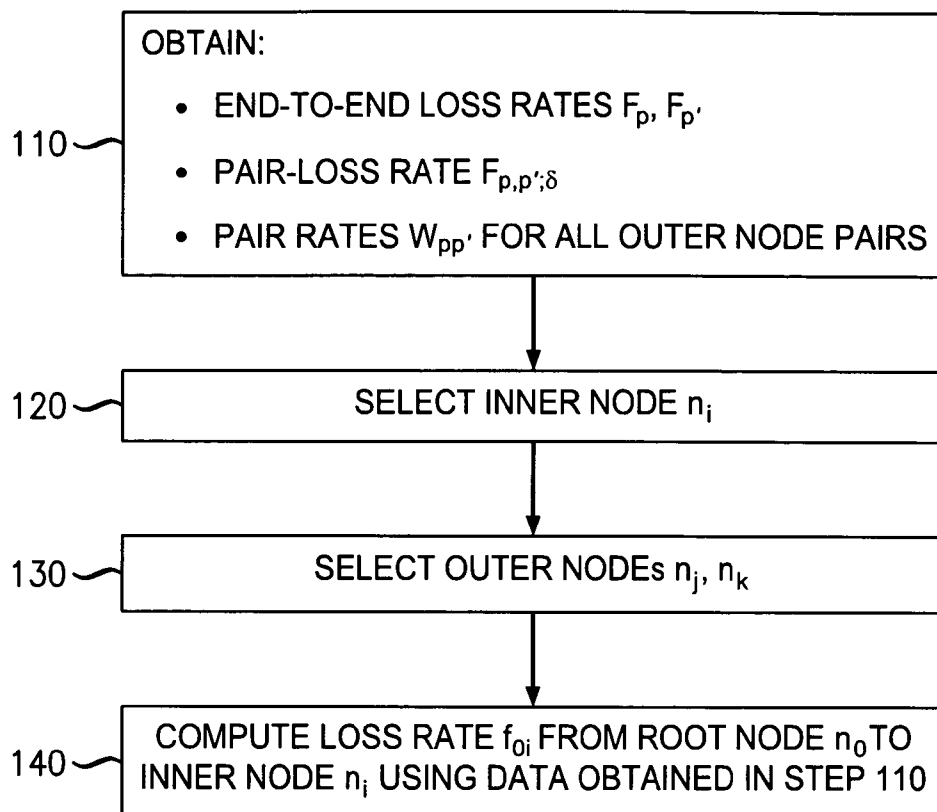 OBTAIN:
• END-TO-END LOSS RATES Fp, Fp'
110
• PAIR-LOSS RATE Fp,p';δ
• PAIR RATES Wpp' FOR ALL OUTER NODE PAIRS
120
SELECT INNER NODE ni
130
SELECT OUTER NODEs nj, nk
140
COMPUTE LOSS RATE f0i FROM ROOT NODE n0 TO
INNER NODE ni USING DATA OBTAINED IN STEP 110